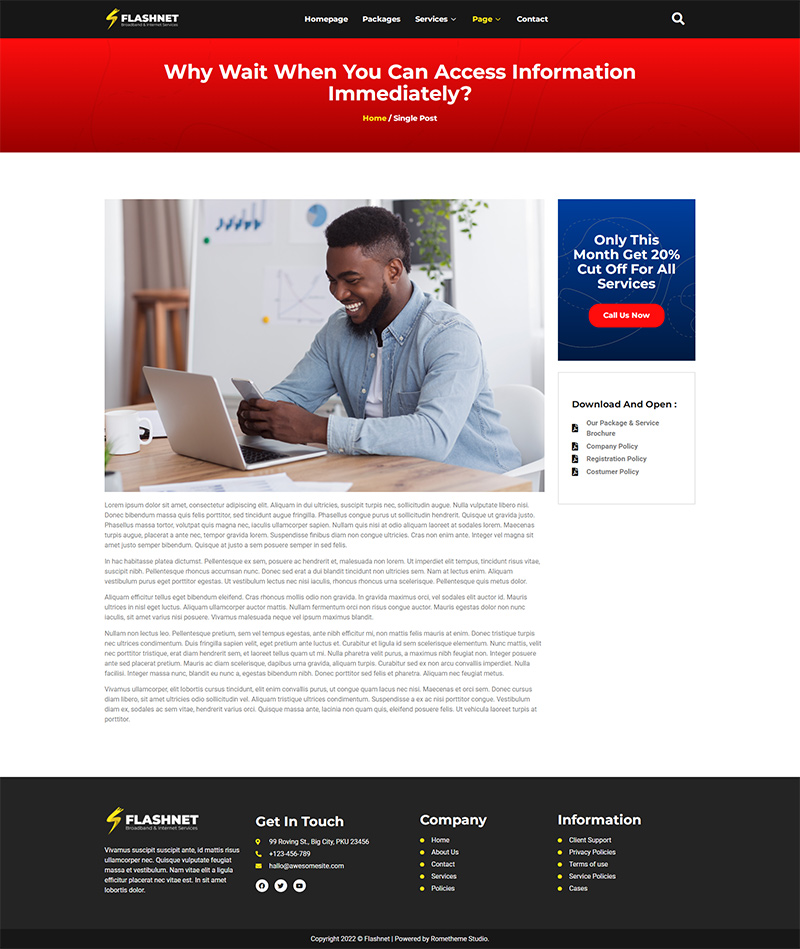 FLASHNET
Broadband & Internet Services
Homepage Packages Services Page Contact
Why Wait When You Can Access Information
Immediately?
Home / Single Post
Only This
Month Get 20%
Cut Off For All
Services
Call Us Now
Download And Open :
Our Package & Service
Brochure
Company Policy
Registration Policy
Costumer Policy
Lorem ipsum dolor sit amet, consectetur adipiscing elit. Aliquam in dui ultricies, suscipit turpis nec, sollicitudin augue. Nulla vulputate libero nisi.
Donec bibendum massa quis felis porttitor, sed tincidunt augue fringilla. Phasellus congue purus ut sollicitudin hendrerit. Quisque ut gravida justo.
Phasellus massa tortor, volutpat quis magna nec, iaculis ullamcorper sapien. Nullam quis nisi at odio aliquam laoreet at sodales lorem. Maecenas
turpis augue, placerat a ante nec, tempor gravida lorem. Suspendisse finibus diam non congue ultricies. Cras non enim ante. Integer vel magna sit
amet justo semper bibendum. Quisque at justo a sem posuere semper in sed felis.
In hac habitasse platea dictumst. Pellentesque ex sem, posuere ac hendrerit et, malesuada non lorem. Ut imperdiet elit tempus, tincidunt risus vitae,
suscipit nibh. Pellentesque rhoncus accumsan nunc. Donec sed erat a dui blandit tincidunt non ultricies sem. Nam at lectus enim. Aliquam
vestibulum purus eget porttitor egestas. Ut vestibulum lectus nec nisi iaculis, rhoncus rhoncus urna scelerisque. Pellentesque quis metus dolor.
Aliquam efficitur tellus eget bibendum eleifend. Cras rhoncus mollis odio non gravida. In gravida maximus orci, vel sodales elit auctor id. Mauris
ultrices in nisl eget luctus. Aliquam ullamcorper auctor mattis. Nullam fermentum orci non risus congue auctor. Mauris egestas dolor non nunc
iaculis, sit amet varius nisi posuere. Vivamus malesuada neque vel ipsum maximus blandit.
Nullam non lectus leo. Pellentesque pretium, sem vel tempus egestas, ante nibh efficitur mi, non mattis felis mauris at enim. Donec tristique turpis
nec ultrices condimentum. Duis fringilla sapien velit, eget pretium ante luctus et. Curabitur et ligula id sem scelerisque elementum. Nunc mattis, velit
nec porttitor tristique, erat diam hendrerit sem, et laoreet tellus quam ut mi. Nulla pharetra velit purus, a maximus nibh feugiat non. Integer posuere
ante sed placerat pretium. Mauris ac diam scelerisque, dapibus urna gravida, aliquam turpis. Curabitur sed ex non arcu convallis imperdiet. Nulla
facilisi. Integer massa nunc, blandit eu nunc a, egestas bibendum nibh. Donec porttitor sed felis et pharetra. Aliquam nec feugiat metus.
Vivamus ullamcorper, elit lobortis cursus tincidunt, elit enim convallis purus, ut congue quam lacus nec nisi. Maecenas et orci sem. Donec cursus
diam libero, sit amet ultricies odio sollicitudin vel. Aliquam tristique ultrices condimentum. Suspendisse a ex ac nisi porttitor congue. Vestibulum
diam ex, sodales ac sem vitae, hendrerit varius orci. Quisque massa ante, lacinia non quam quis, eleifend posuere felis. Ut vehicula laoreet turpis at
porttitor.
FLASHNET
Broadband & Internet Services
Vivamus suscipit suscipit ante, id mattis risus
ullamcorper nec. Quisque vulputate feugiat
massa et vestibulum. Nam vitae elit a ligula
efficitur placerat nec vitae est. In sit amet
lobortis dolor.
Get In Touch
99 Roving St., Big City, PKU 23456
+123-456-789
hallo@awesomesite.com
Company
Home
About Us
Contact
Services
Policies
Information
Client Support
Privacy Policies
Terms of use
Service Policies
Cases
Copyright 2022 © Flashnet | Powered by Rometheme Studio.